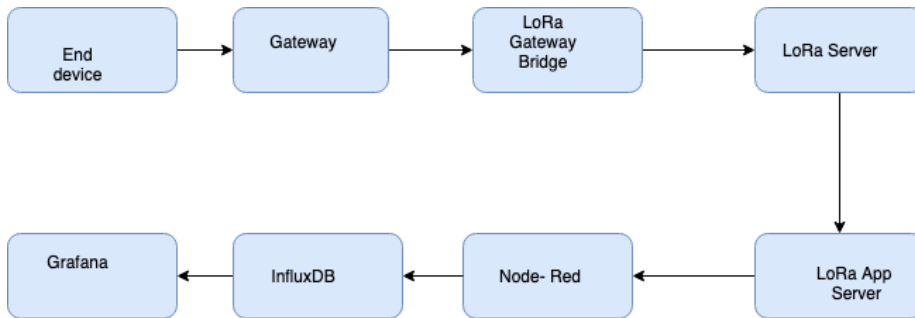 End
device
Gateway
LoRa
Gateway
Bridge
LoRa Server
Grafana
InfluxDB
Node- Red
LoRa App
Server